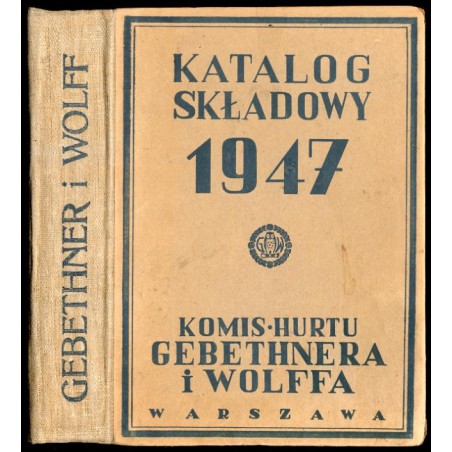 GEBETHNER i WOLFF
KATALOG
SKŁADOWY
1947
KOMIS·HURTU
GEBETHNERA
i WOLFFA
WARSZAWA